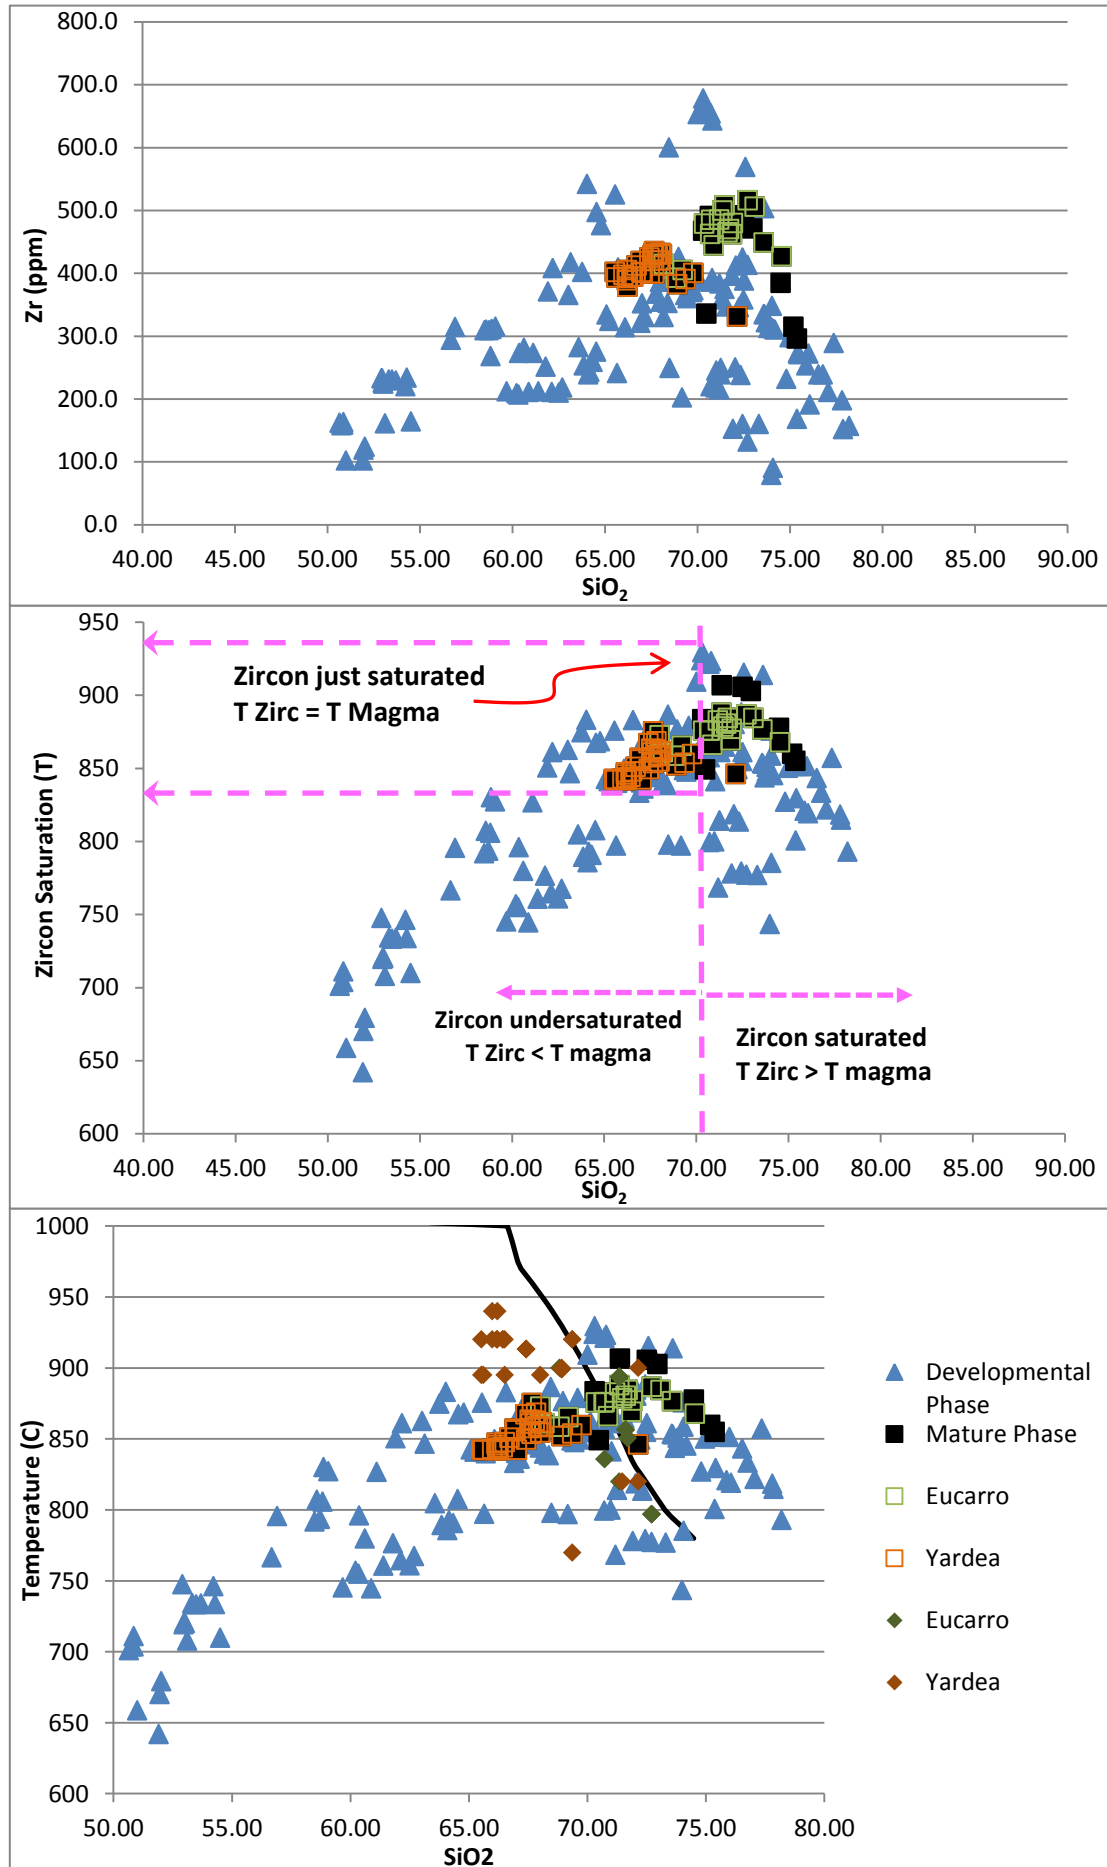 800.0
700.0
600.0
500.0
400.0
300.0
200.0
100.0
0.0
Zr (ppm)
40.00 45.00 50.00 55.00 60.00 65.00 70.00 75.00 80.00 85.00 90.00
SiO₂
950
900
850
800
750
700
650
600
Zircon Saturation (T)
Zircon just saturated
T Zirc = T Magma
Zircon undersaturated
T Zirc < T magma
Zircon saturated
T Zirc > T magma
40.00 45.00 50.00 55.00 60.00 65.00 70.00 75.00 80.00 85.00 90.00
SiO₂
1000
950
900
850
800
750
700
650
600
Temperature (C)
50.00 55.00 60.00 65.00 70.00 75.00 80.00
SiO2
Developmental
Phase
Mature Phase
Eucarro
Yardea
Eucarro
Yardea